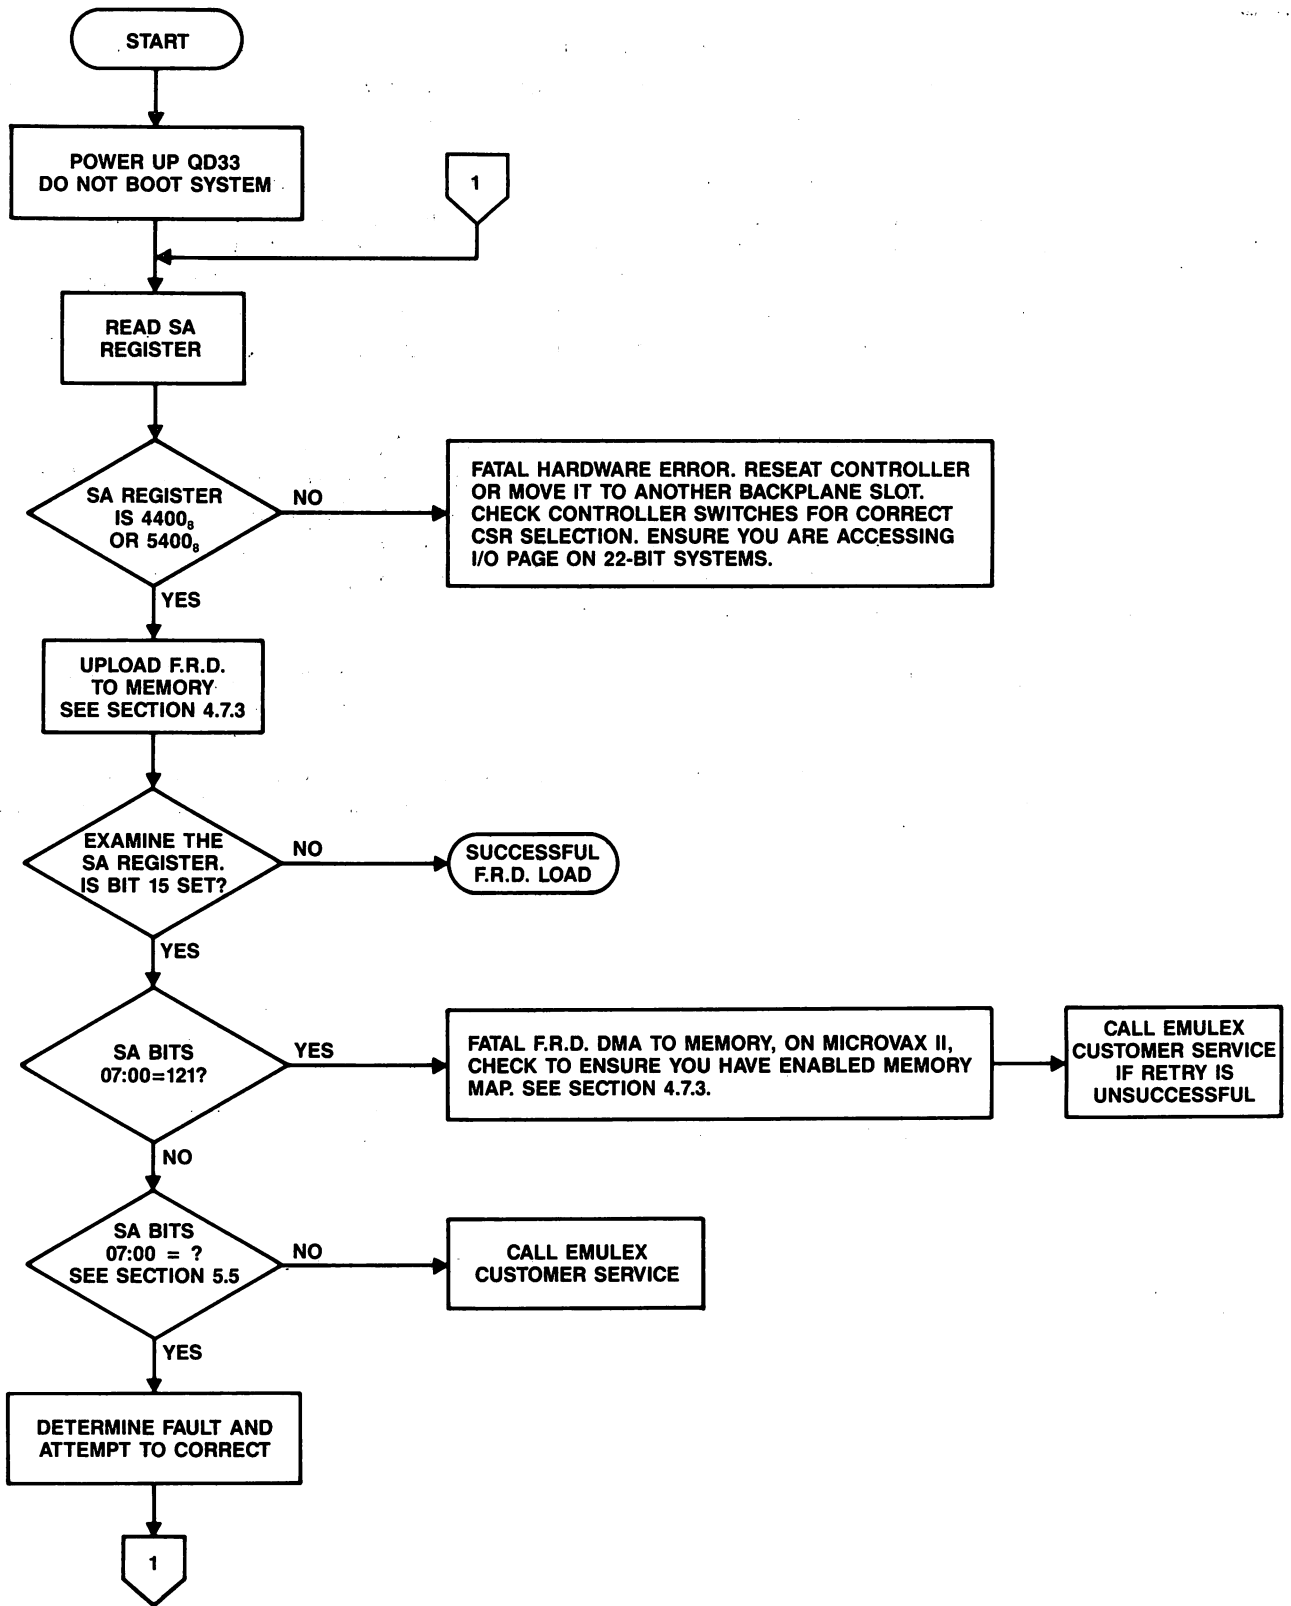 START
POWER UP QD33
DO NOT BOOT SYSTEM
1
READ SA
REGISTER
SA REGISTER
IS 4400₈
OR 5400₈
NO
FATAL HARDWARE ERROR. RESEAT CONTROLLER
OR MOVE IT TO ANOTHER BACKPLANE SLOT.
CHECK CONTROLLER SWITCHES FOR CORRECT
CSR SELECTION. ENSURE YOU ARE ACCESSING
I/O PAGE ON 22-BIT SYSTEMS.
YES
UPLOAD F.R.D.
TO MEMORY
SEE SECTION 4.7.3
EXAMINE THE
SA REGISTER.
IS BIT 15 SET?
NO
SUCCESSFUL
F.R.D. LOAD
YES
SA BITS
07:00=121?
YES
FATAL F.R.D. DMA TO MEMORY, ON MICROVAX II,
CHECK TO ENSURE YOU HAVE ENABLED MEMORY
MAP. SEE SECTION 4.7.3.
CALL EMULEX
CUSTOMER SERVICE
IF RETRY IS
UNSUCCESSFUL
NO
SA BITS
07:00 = ?
SEE SECTION 5.5
NO
CALL EMULEX
CUSTOMER SERVICE
YES
DETERMINE FAULT AND
ATTEMPT TO CORRECT
1